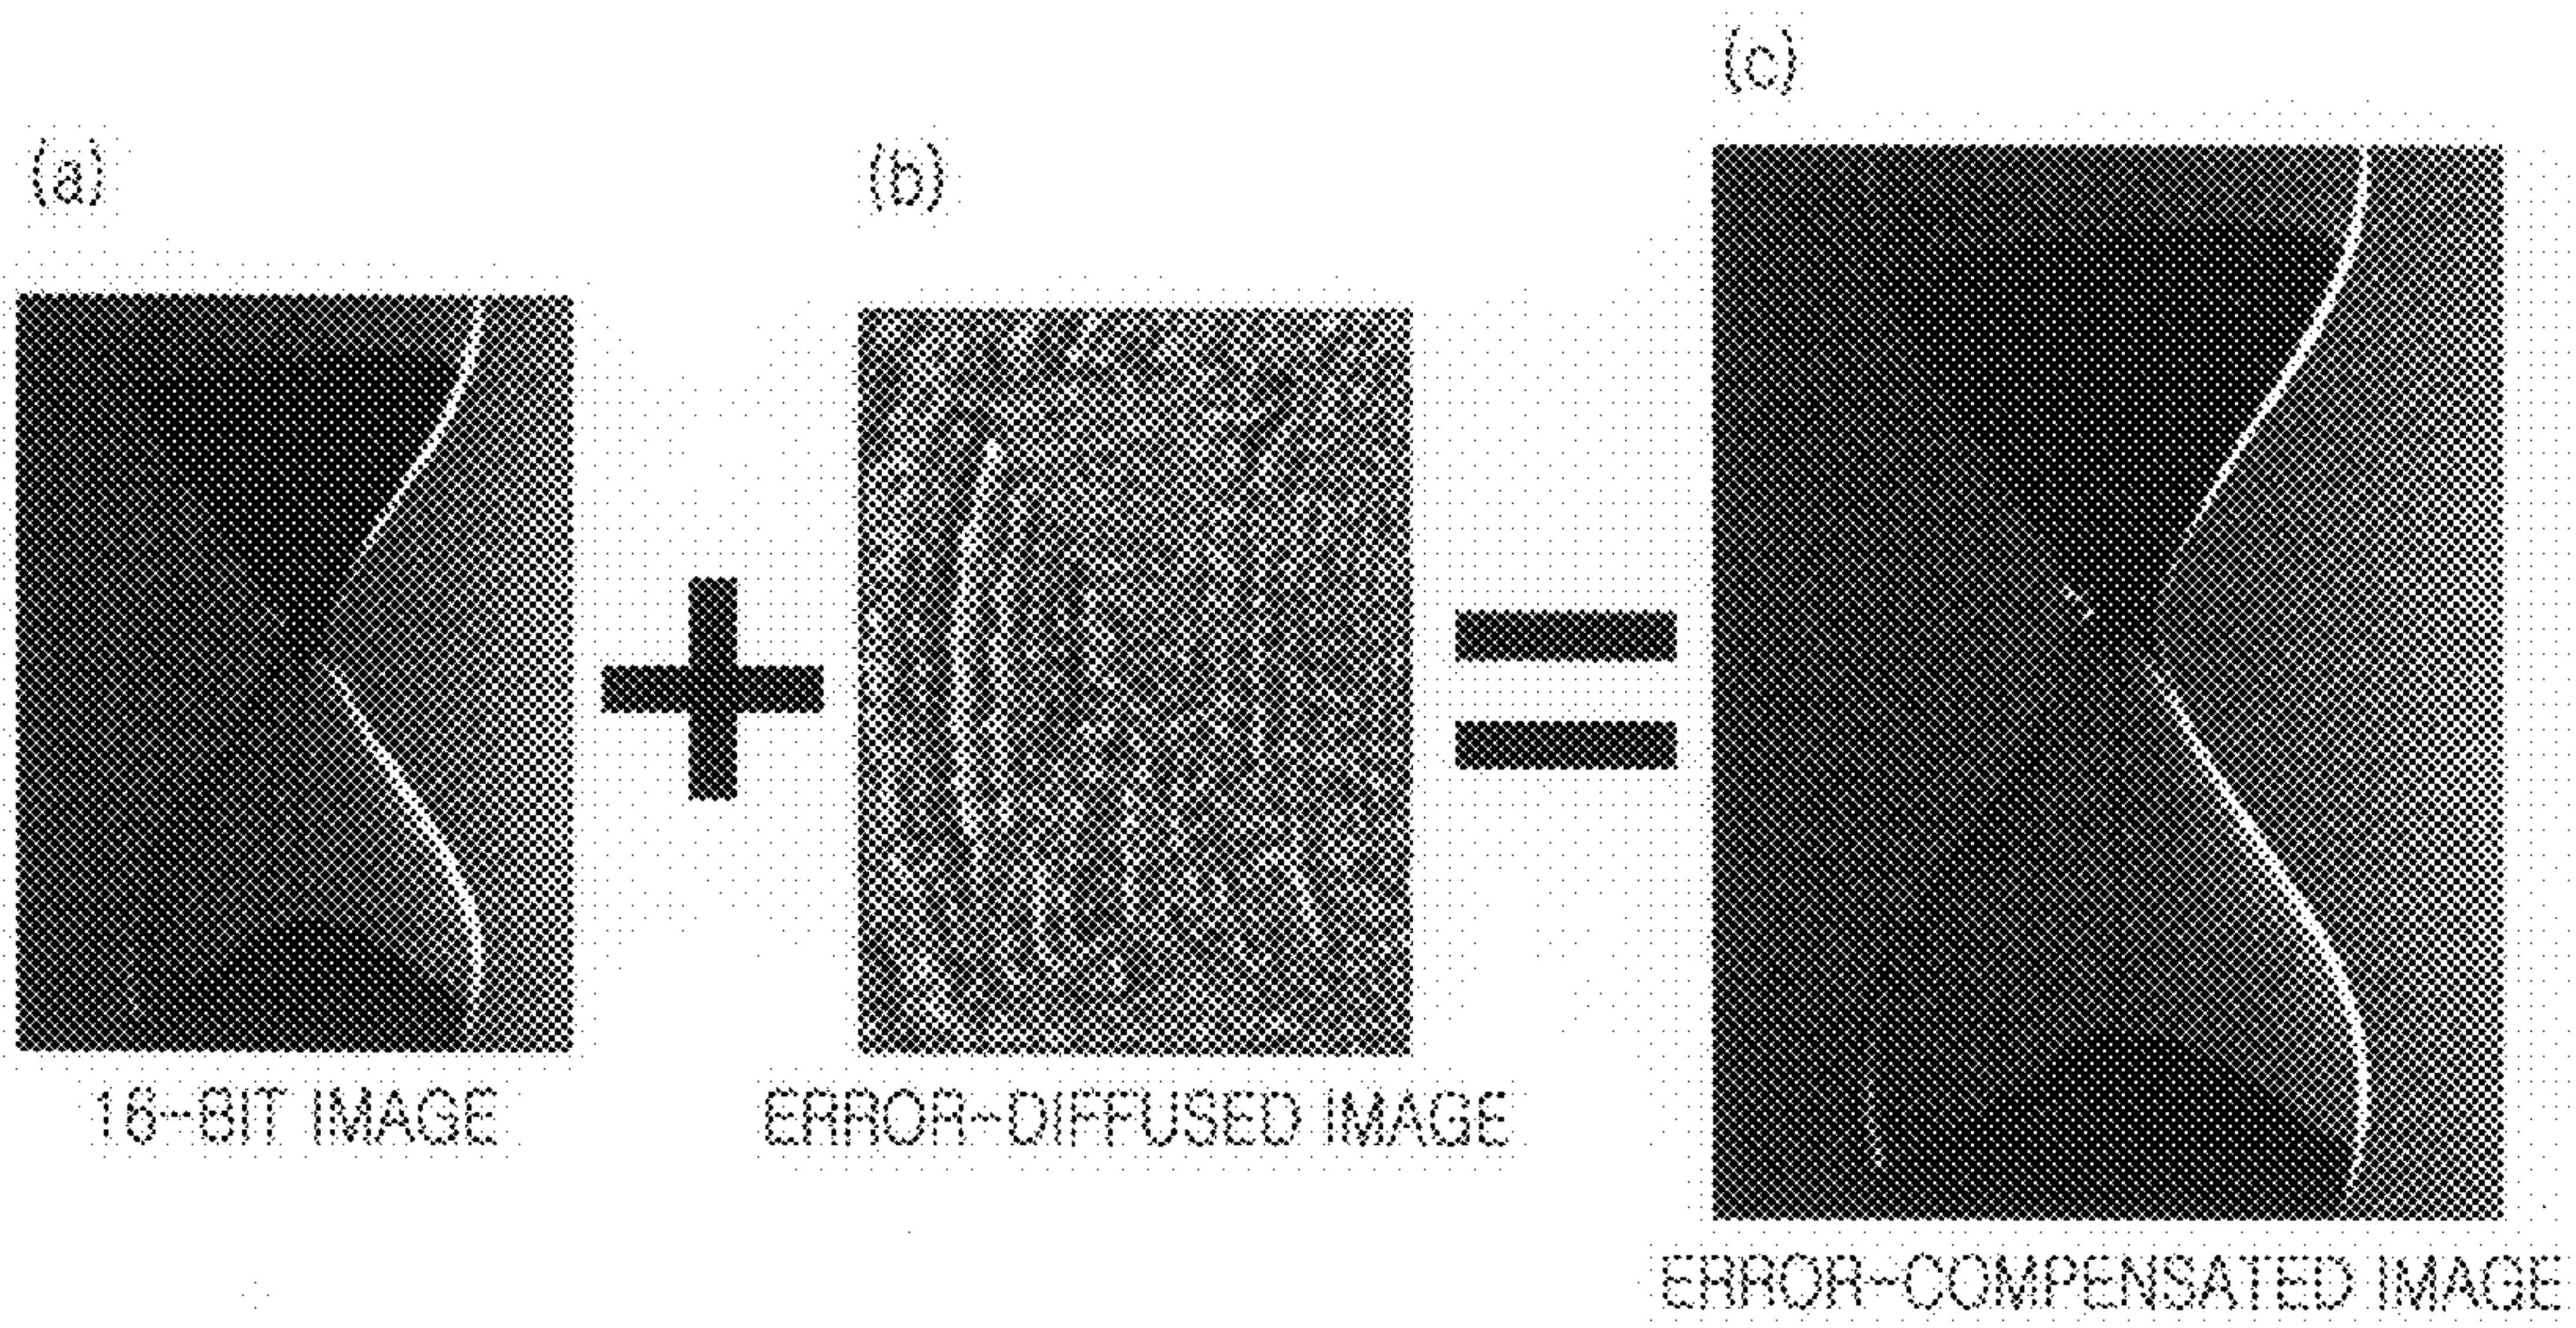 (a)
(b)
(c)
16-BIT IMAGE
ERROR-DIFFUSED IMAGE
ERROR-COMPENSATED IMAGE